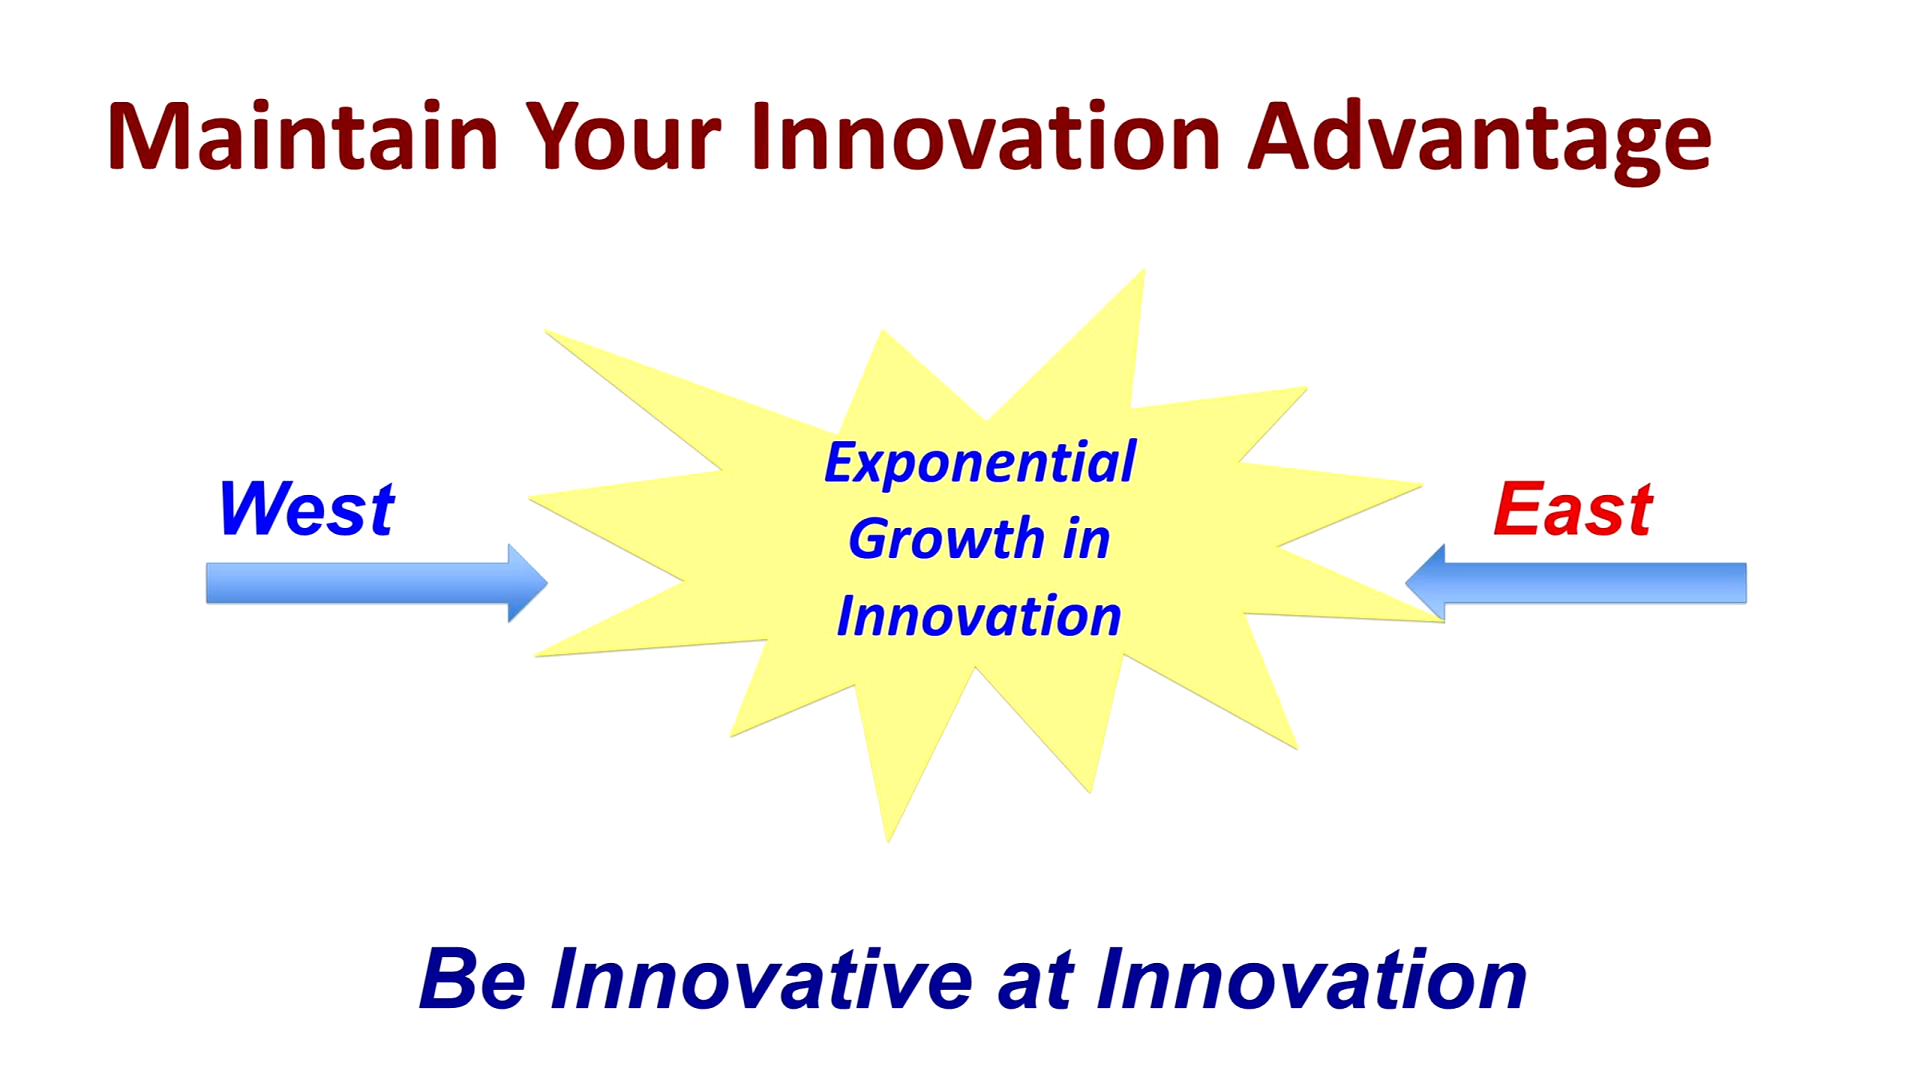 Maintain Your Innovation Advantage
West
Exponential
Growth in
Innovation
East
Be Innovative at Innovation